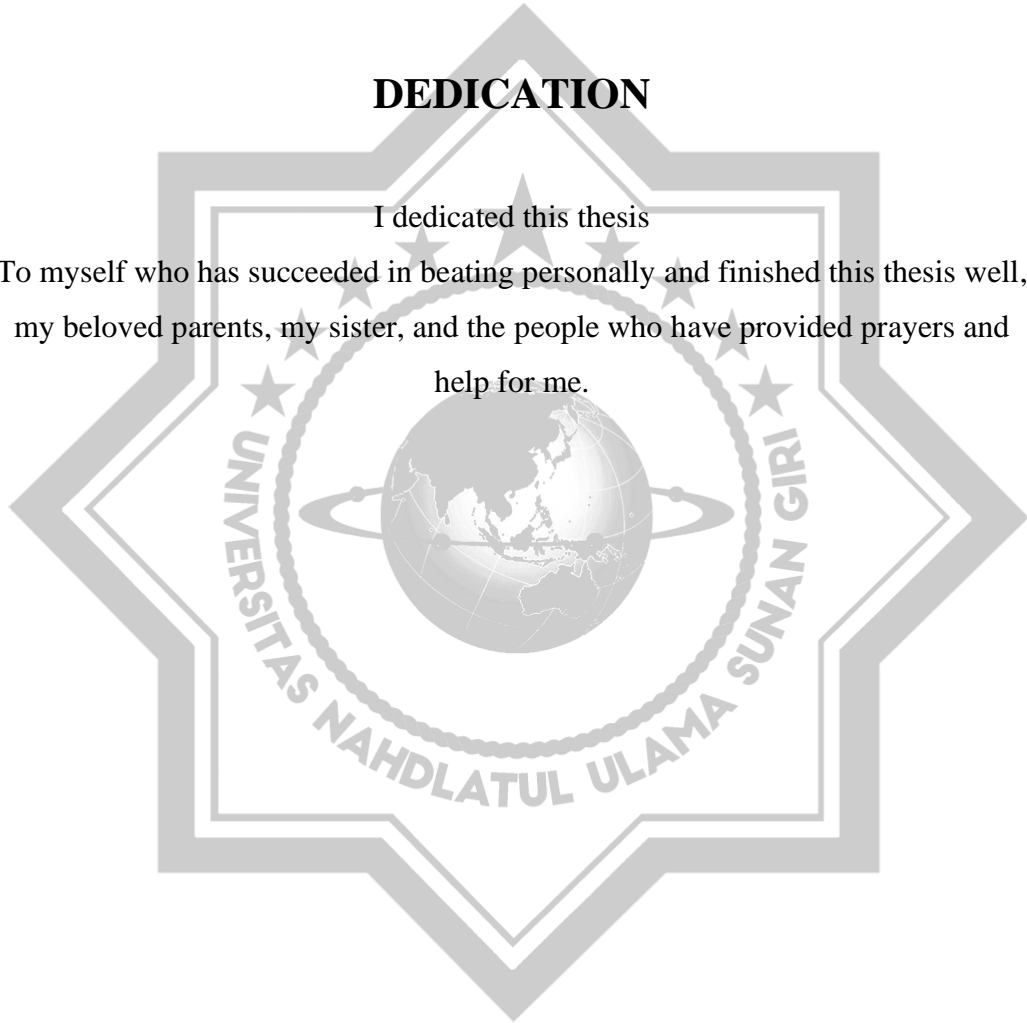 DEDICATION
I dedicated this thesis
To myself who has succeeded in beating personally and finished this thesis well,
my beloved parents, my sister, and the people who have provided prayers and
help for me.
UNIVERSITAS NAHDLATUL ULAMA SUNAN GIRI